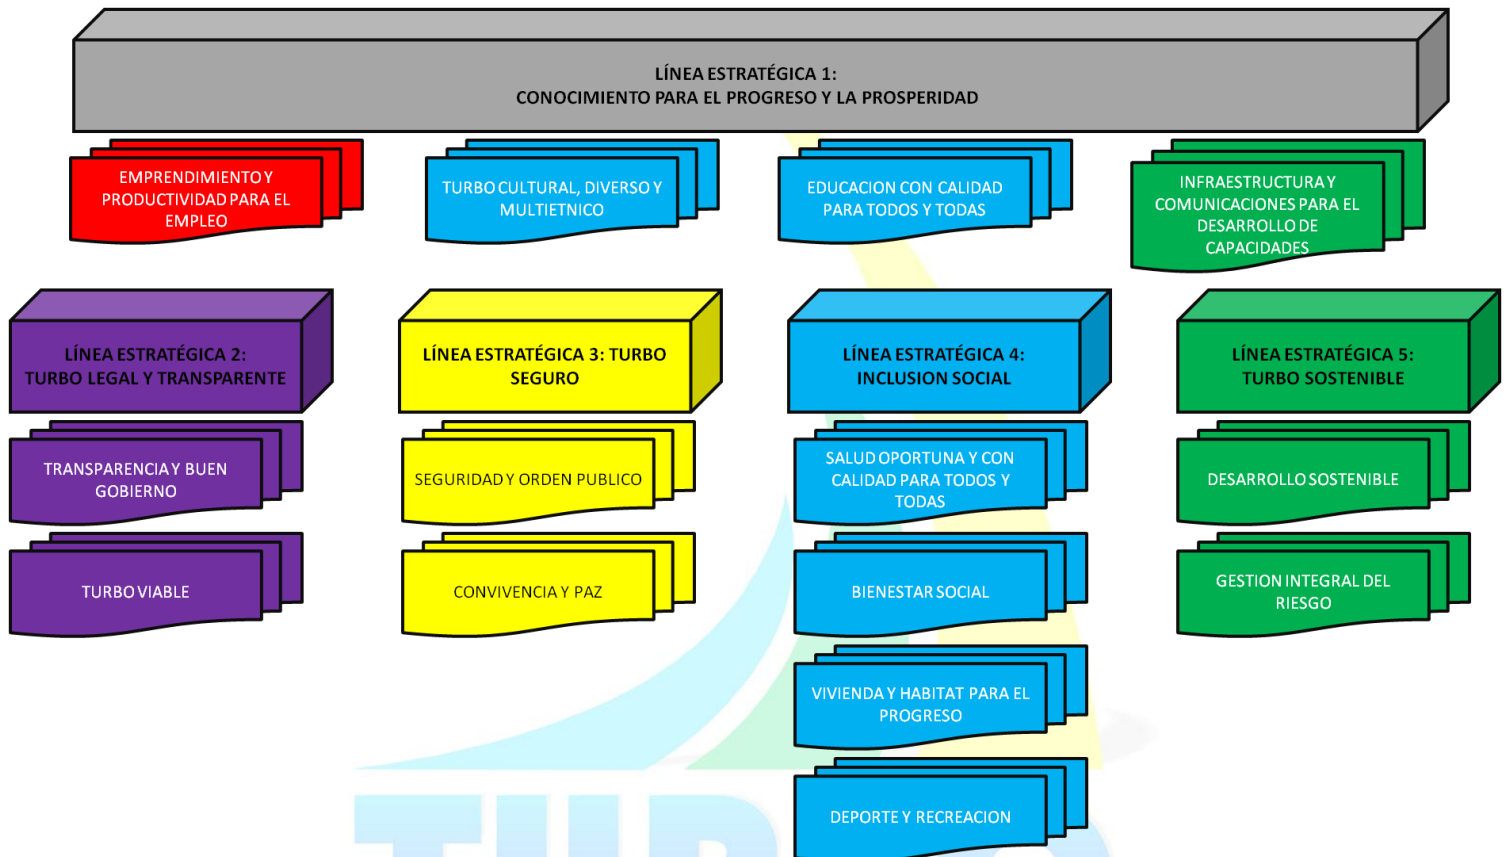 LÍNEA ESTRATÉGICA 1:
CONOCIMIENTO PARA EL PROGRESO Y LA PROSPERIDAD
EMPRENDIMIENTO Y
PRODUCTIVIDAD PARA EL
EMPLEO
TURBO CULTURAL, DIVERSO Y
MULTIETNICO
EDUCACION CON CALIDAD
PARA TODOS Y TODAS
INFRAESTRUCTURA Y
COMUNICACIONES PARA EL
DESARROLLO DE
CAPACIDADES
LÍNEA ESTRATÉGICA 2:
TURBO LEGAL Y TRANSPARENTE
TRANSPARENCIA Y BUEN
GOBIERNO
TURBO VIABLE
LÍNEA ESTRATÉGICA 3: TURBO
SEGURO
SEGURIDAD Y ORDEN PUBLICO
CONVIVENCIA Y PAZ
LÍNEA ESTRATÉGICA 4:
INCLUSION SOCIAL
SALUD OPORTUNA Y CON
CALIDAD PARA TODOS Y
TODAS
BIENESTAR SOCIAL
VIVIENDA Y HABITAT PARA EL
PROGRESO
DEPORTE Y RECREACION
LÍNEA ESTRATÉGICA 5:
TURBO SOSTENIBLE
DESARROLLO SOSTENIBLE
GESTION INTEGRAL DEL
RIESGO